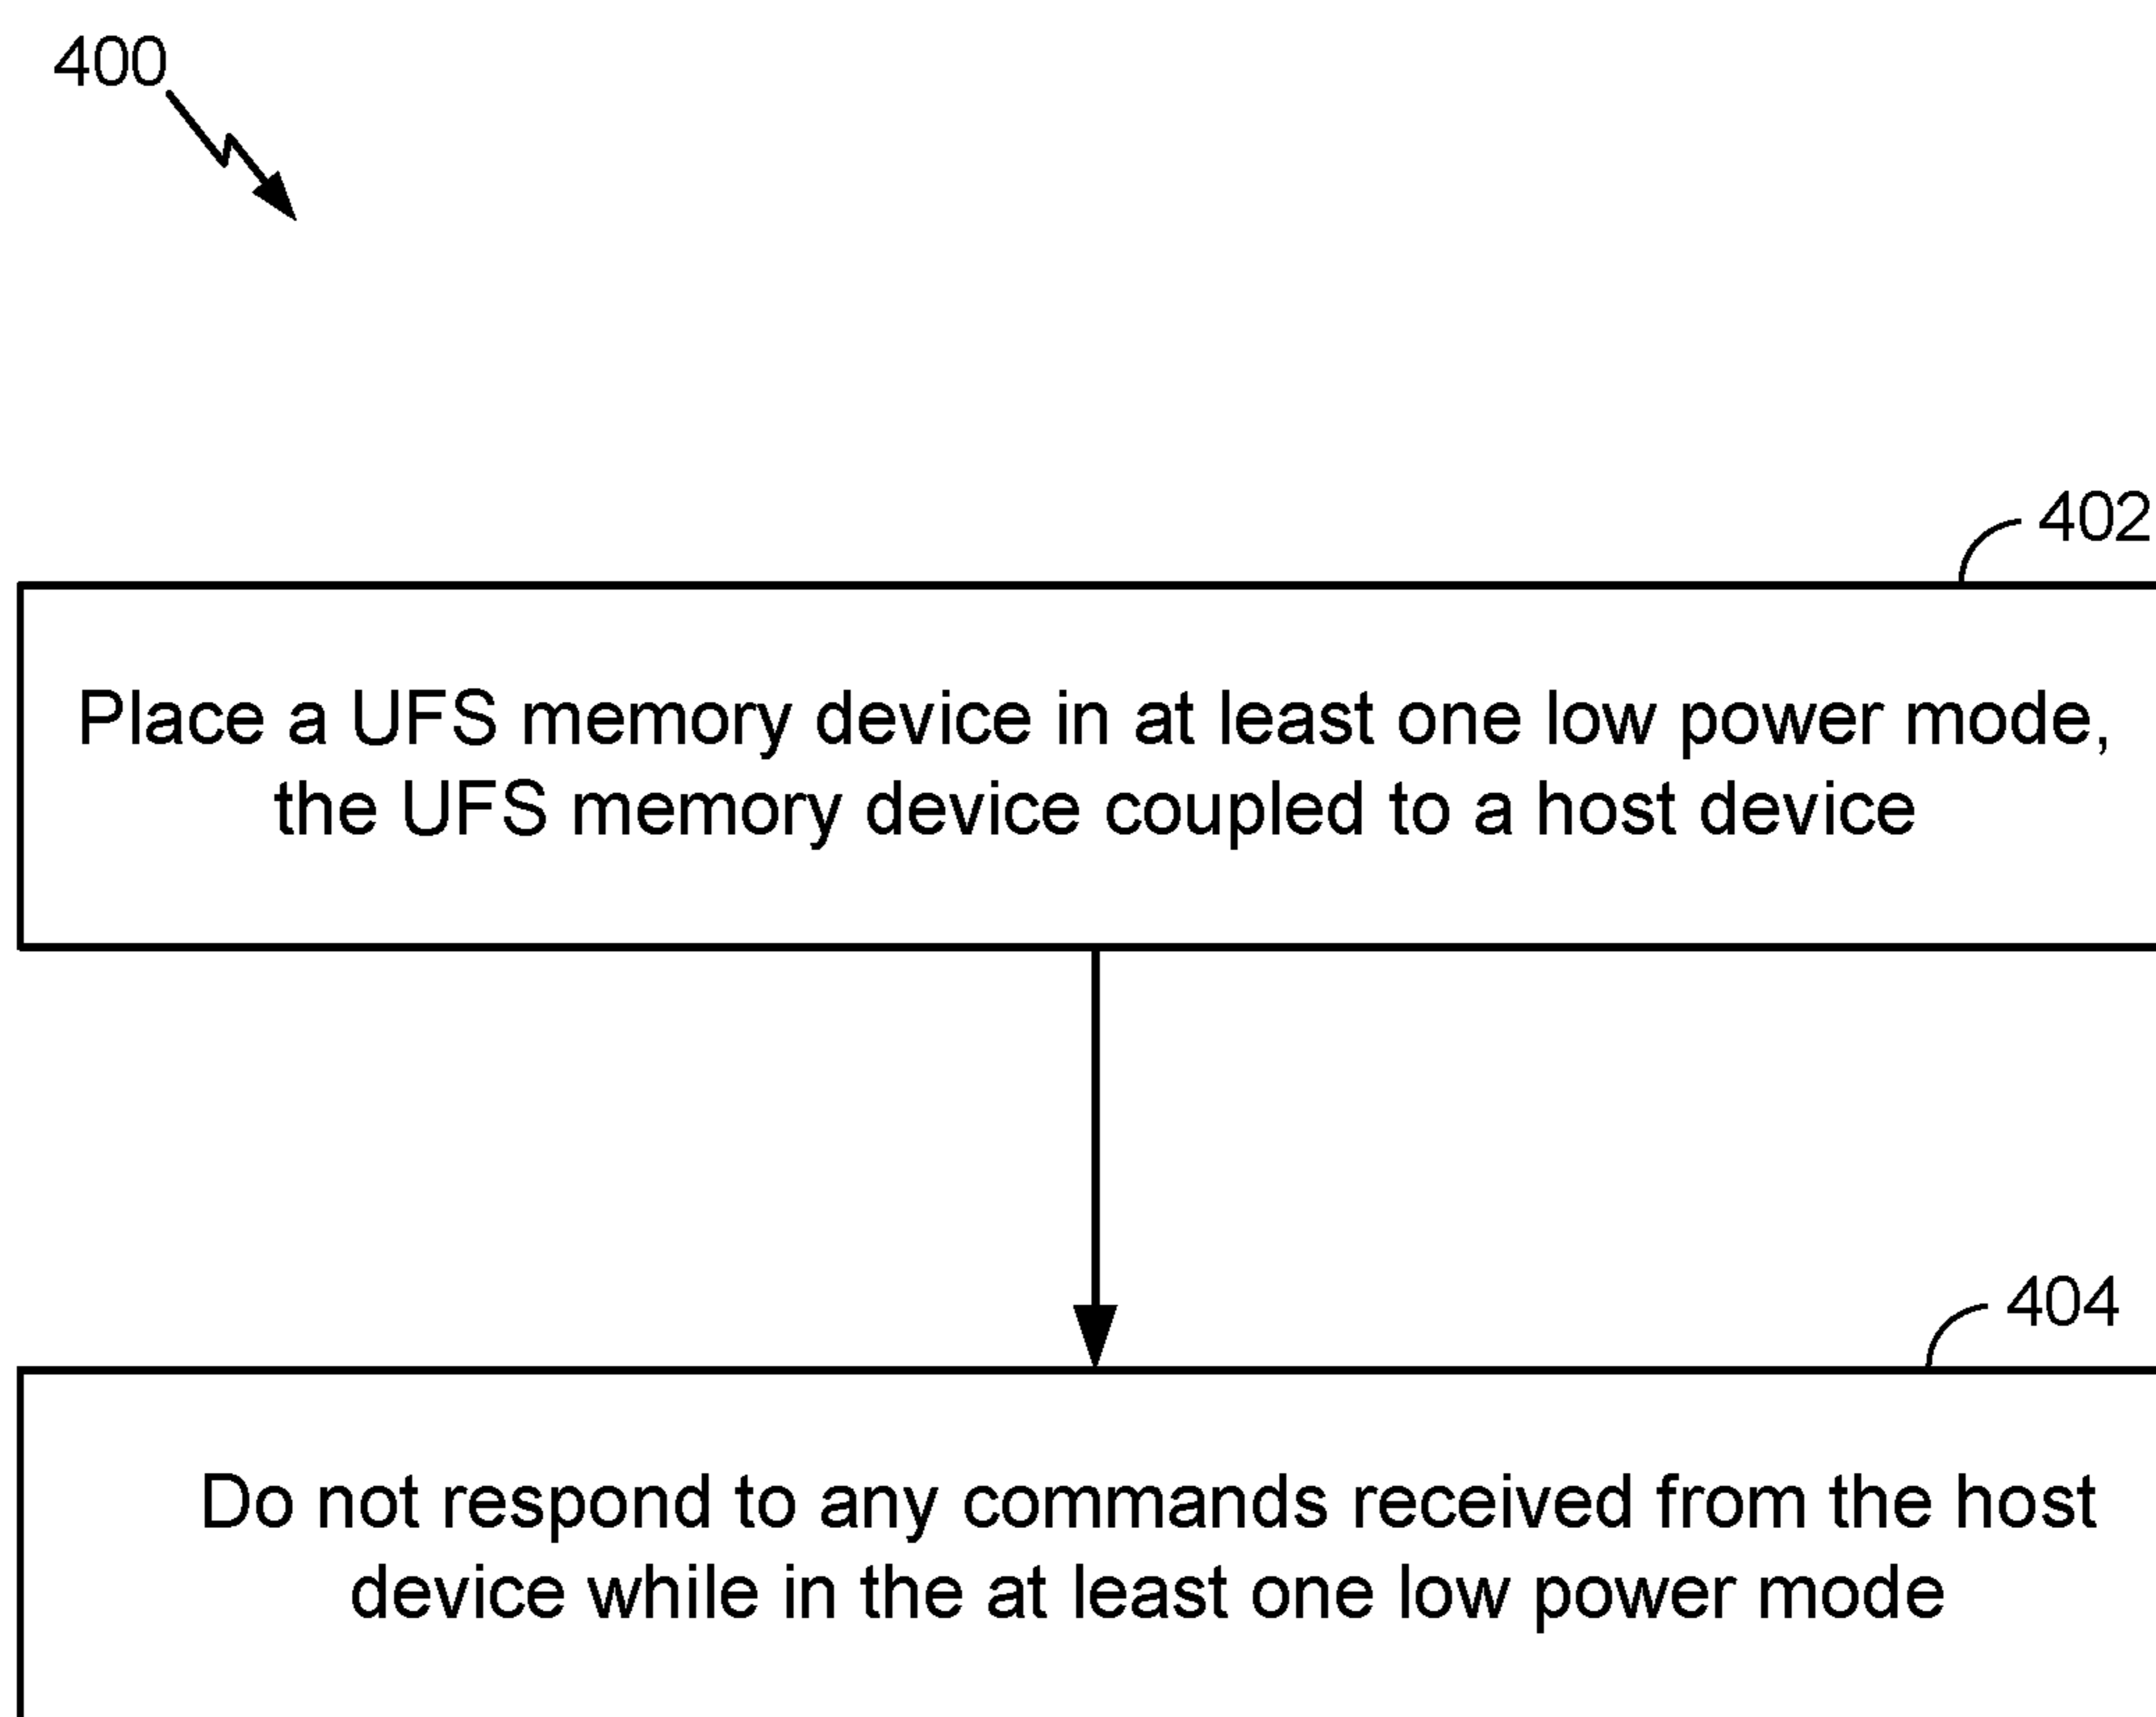 400
402
Place a UFS memory device in at least one low power mode,
the UFS memory device coupled to a host device
404
Do not respond to any commands received from the host
device while in the at least one low power mode